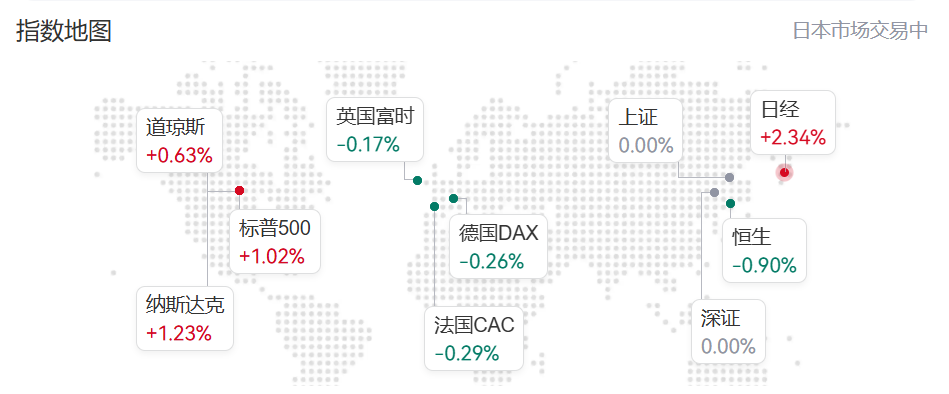 指数地图
日本市场交易中
道琼斯
+0.63%
标普500
+1.02%
纳斯达克
+1.23%
英国富时
-0.17%
德国DAX
-0.26%
法国CAC
-0.29%
上证
0.00%
日经
+2.34%
恒生
-0.90%
深证
0.00%